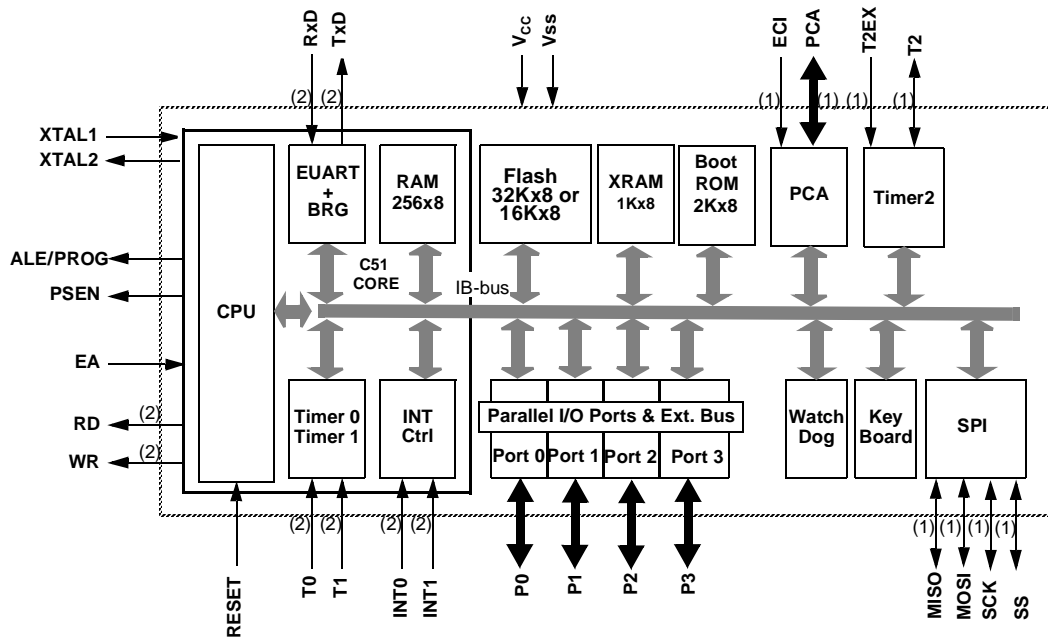 RxD
TxD
VCC
Vss
ECI
PCA
T2EX
T2
(2)
(2)
(1)
(1)
(1)
(1)
XTAL1
XTAL2
ALE/PROG
PSEN
EA
RD
(2)
WR
(2)
CPU
EUART
+
BRG
RAM
256x8
C51
CORE
IB-bus
Flash
32Kx8 or
16Kx8
XRAM
1Kx8
Boot
ROM
2Kx8
PCA
Timer2
Timer 0
Timer 1
INT
Ctrl
Parallel I/O Ports & Ext. Bus
Port 0
Port 1
Port 2
Port 3
Watch
Dog
Key
Board
SPI
(2)
(2)
(2)
(2)
(1)
(1)
(1)
(1)
RESET
T0
T1
INT0
INT1
P0
P1
P2
P3
MISO
MOSI
SCK
SS